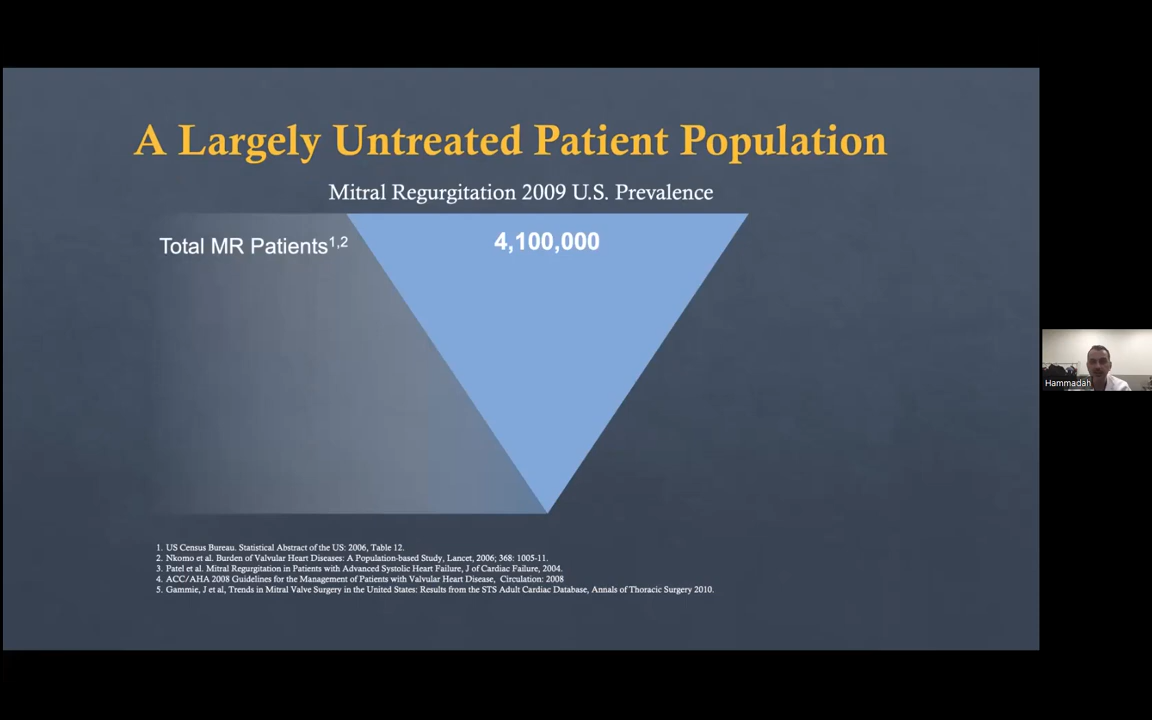 A Largely Untreated Patient Population
Mitral Regurgitation 2009 U.S. Prevalence
Total MR Patients1,2
4,100,000
Hammadah
1. US Census Bureau. Statistical Abstract of the US: 2006, Table 12.
2. Nkomo et al. Burden of Valvular Heart Diseases: A Population-based Study, Lancet, 2006; 368: 1005-11.
3. Patel et al. Mitral Regurgitation in Patients with Advanced Systolic Heart Failure, J of Cardiac Failure, 2004.
4. ACC/AHA 2008 Guidelines for the Management of Patients with Valvular Heart Disease, Circulation: 2008
5. Gammie, J et al, Trends in Mitral Valve Surgery in the United States: Results from the STS Adult Cardiac Database, Annals of Thoracic Surgery 2010.